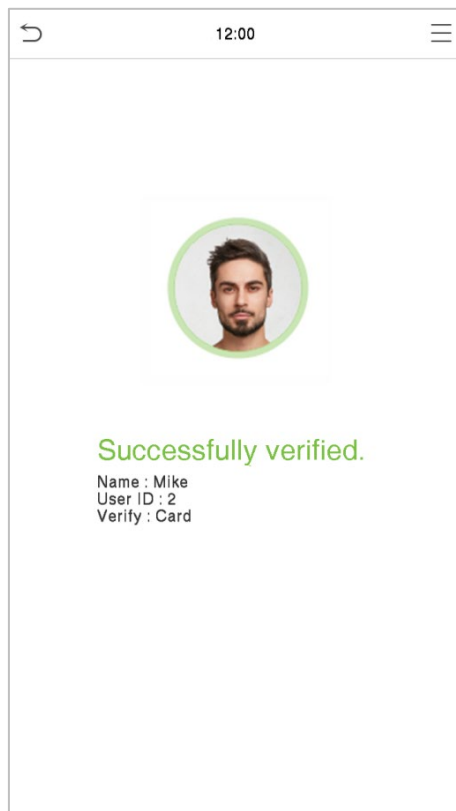 12:00
Successfully verified.
Name : Mike
User ID : 2
Verify : Card